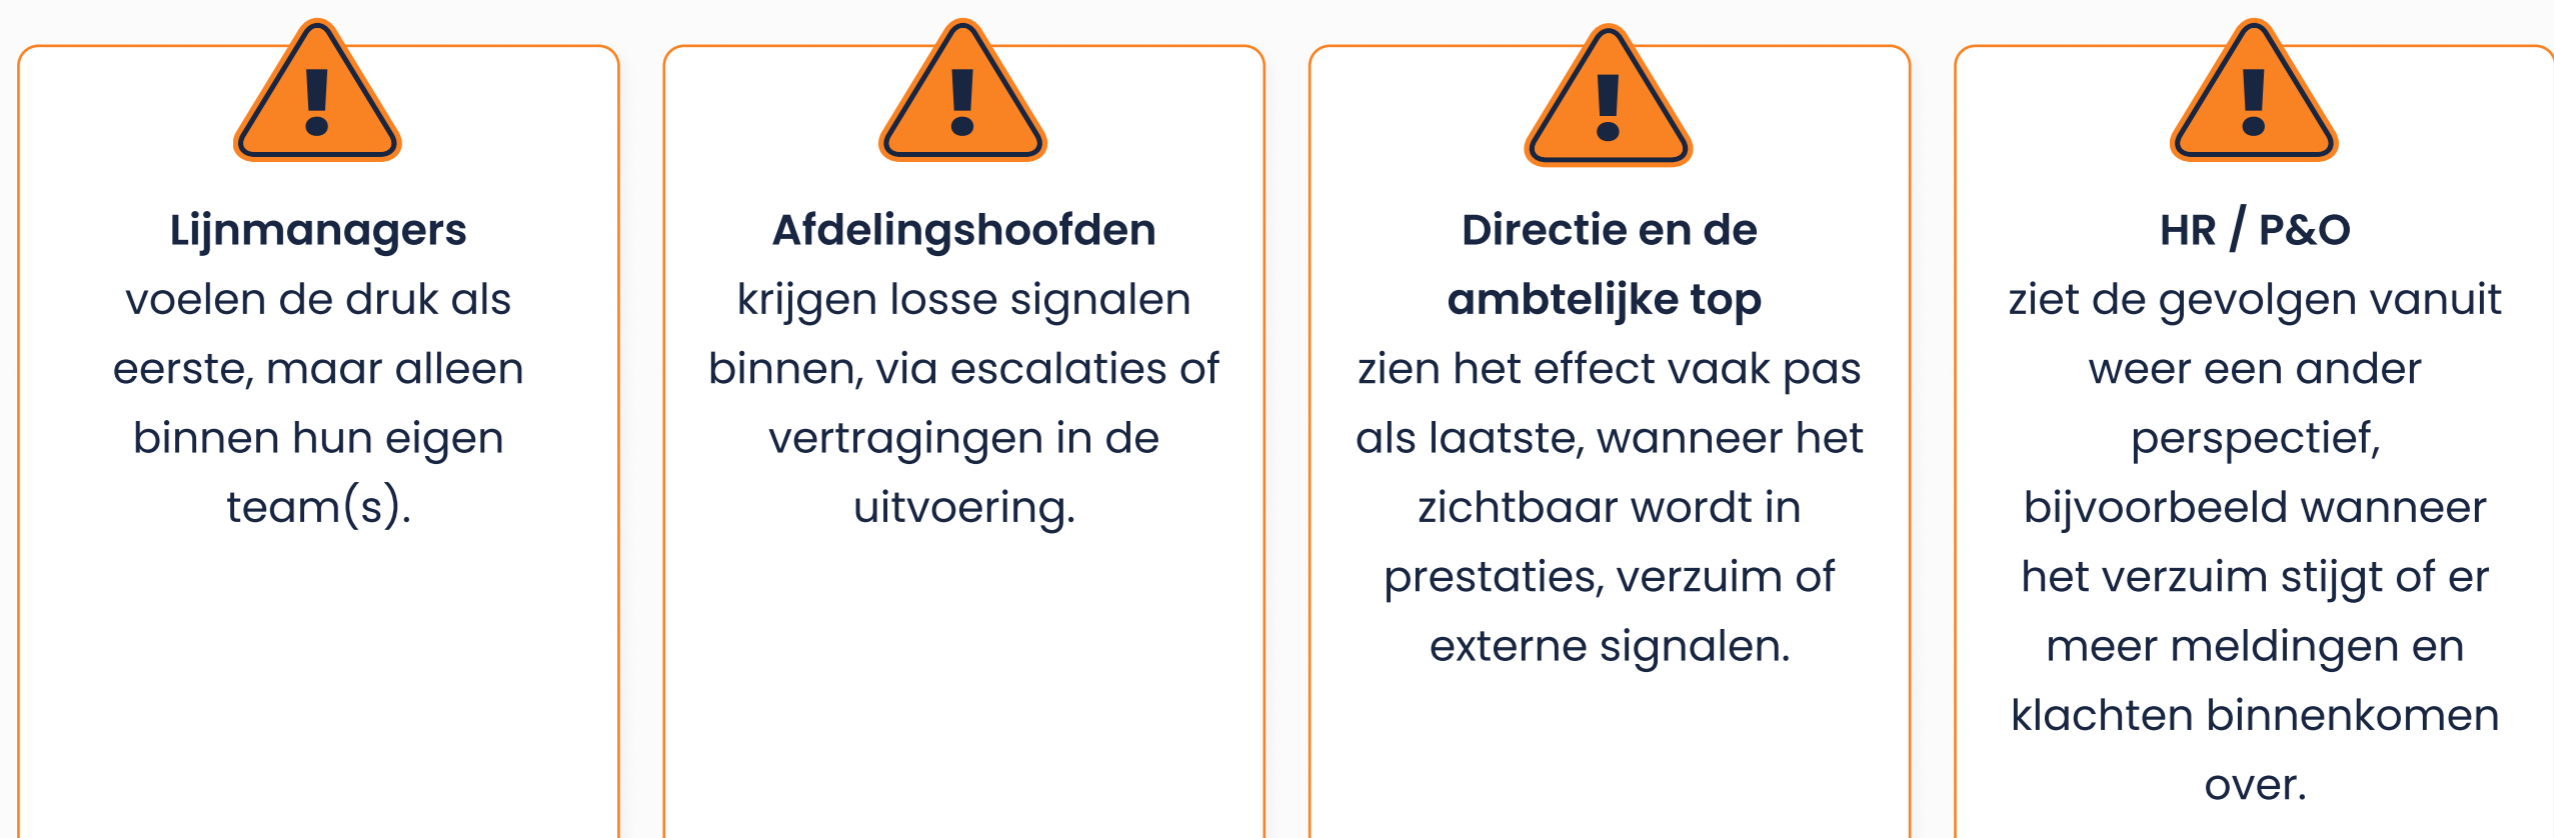 !
Lijnmanagers
voelen de druk als
eerste, maar alleen
binnen hun eigen
team(s).
!
Afdelingshoofden
krijgen losse signalen
binnen, via escalaties of
vertragingen in de
uitvoering.
!
Directie en de
ambtelijke top
zien het effect vaak pas
als laatste, wanneer het
zichtbaar wordt in
prestaties, verzuim of
externe signalen.
!
HR / P&O
ziet de gevolgen vanuit
weer een ander
perspectief,
bijvoorbeeld wanneer
het verzuim stijgt of er
meer meldingen en
klachten binnenkomen
over.